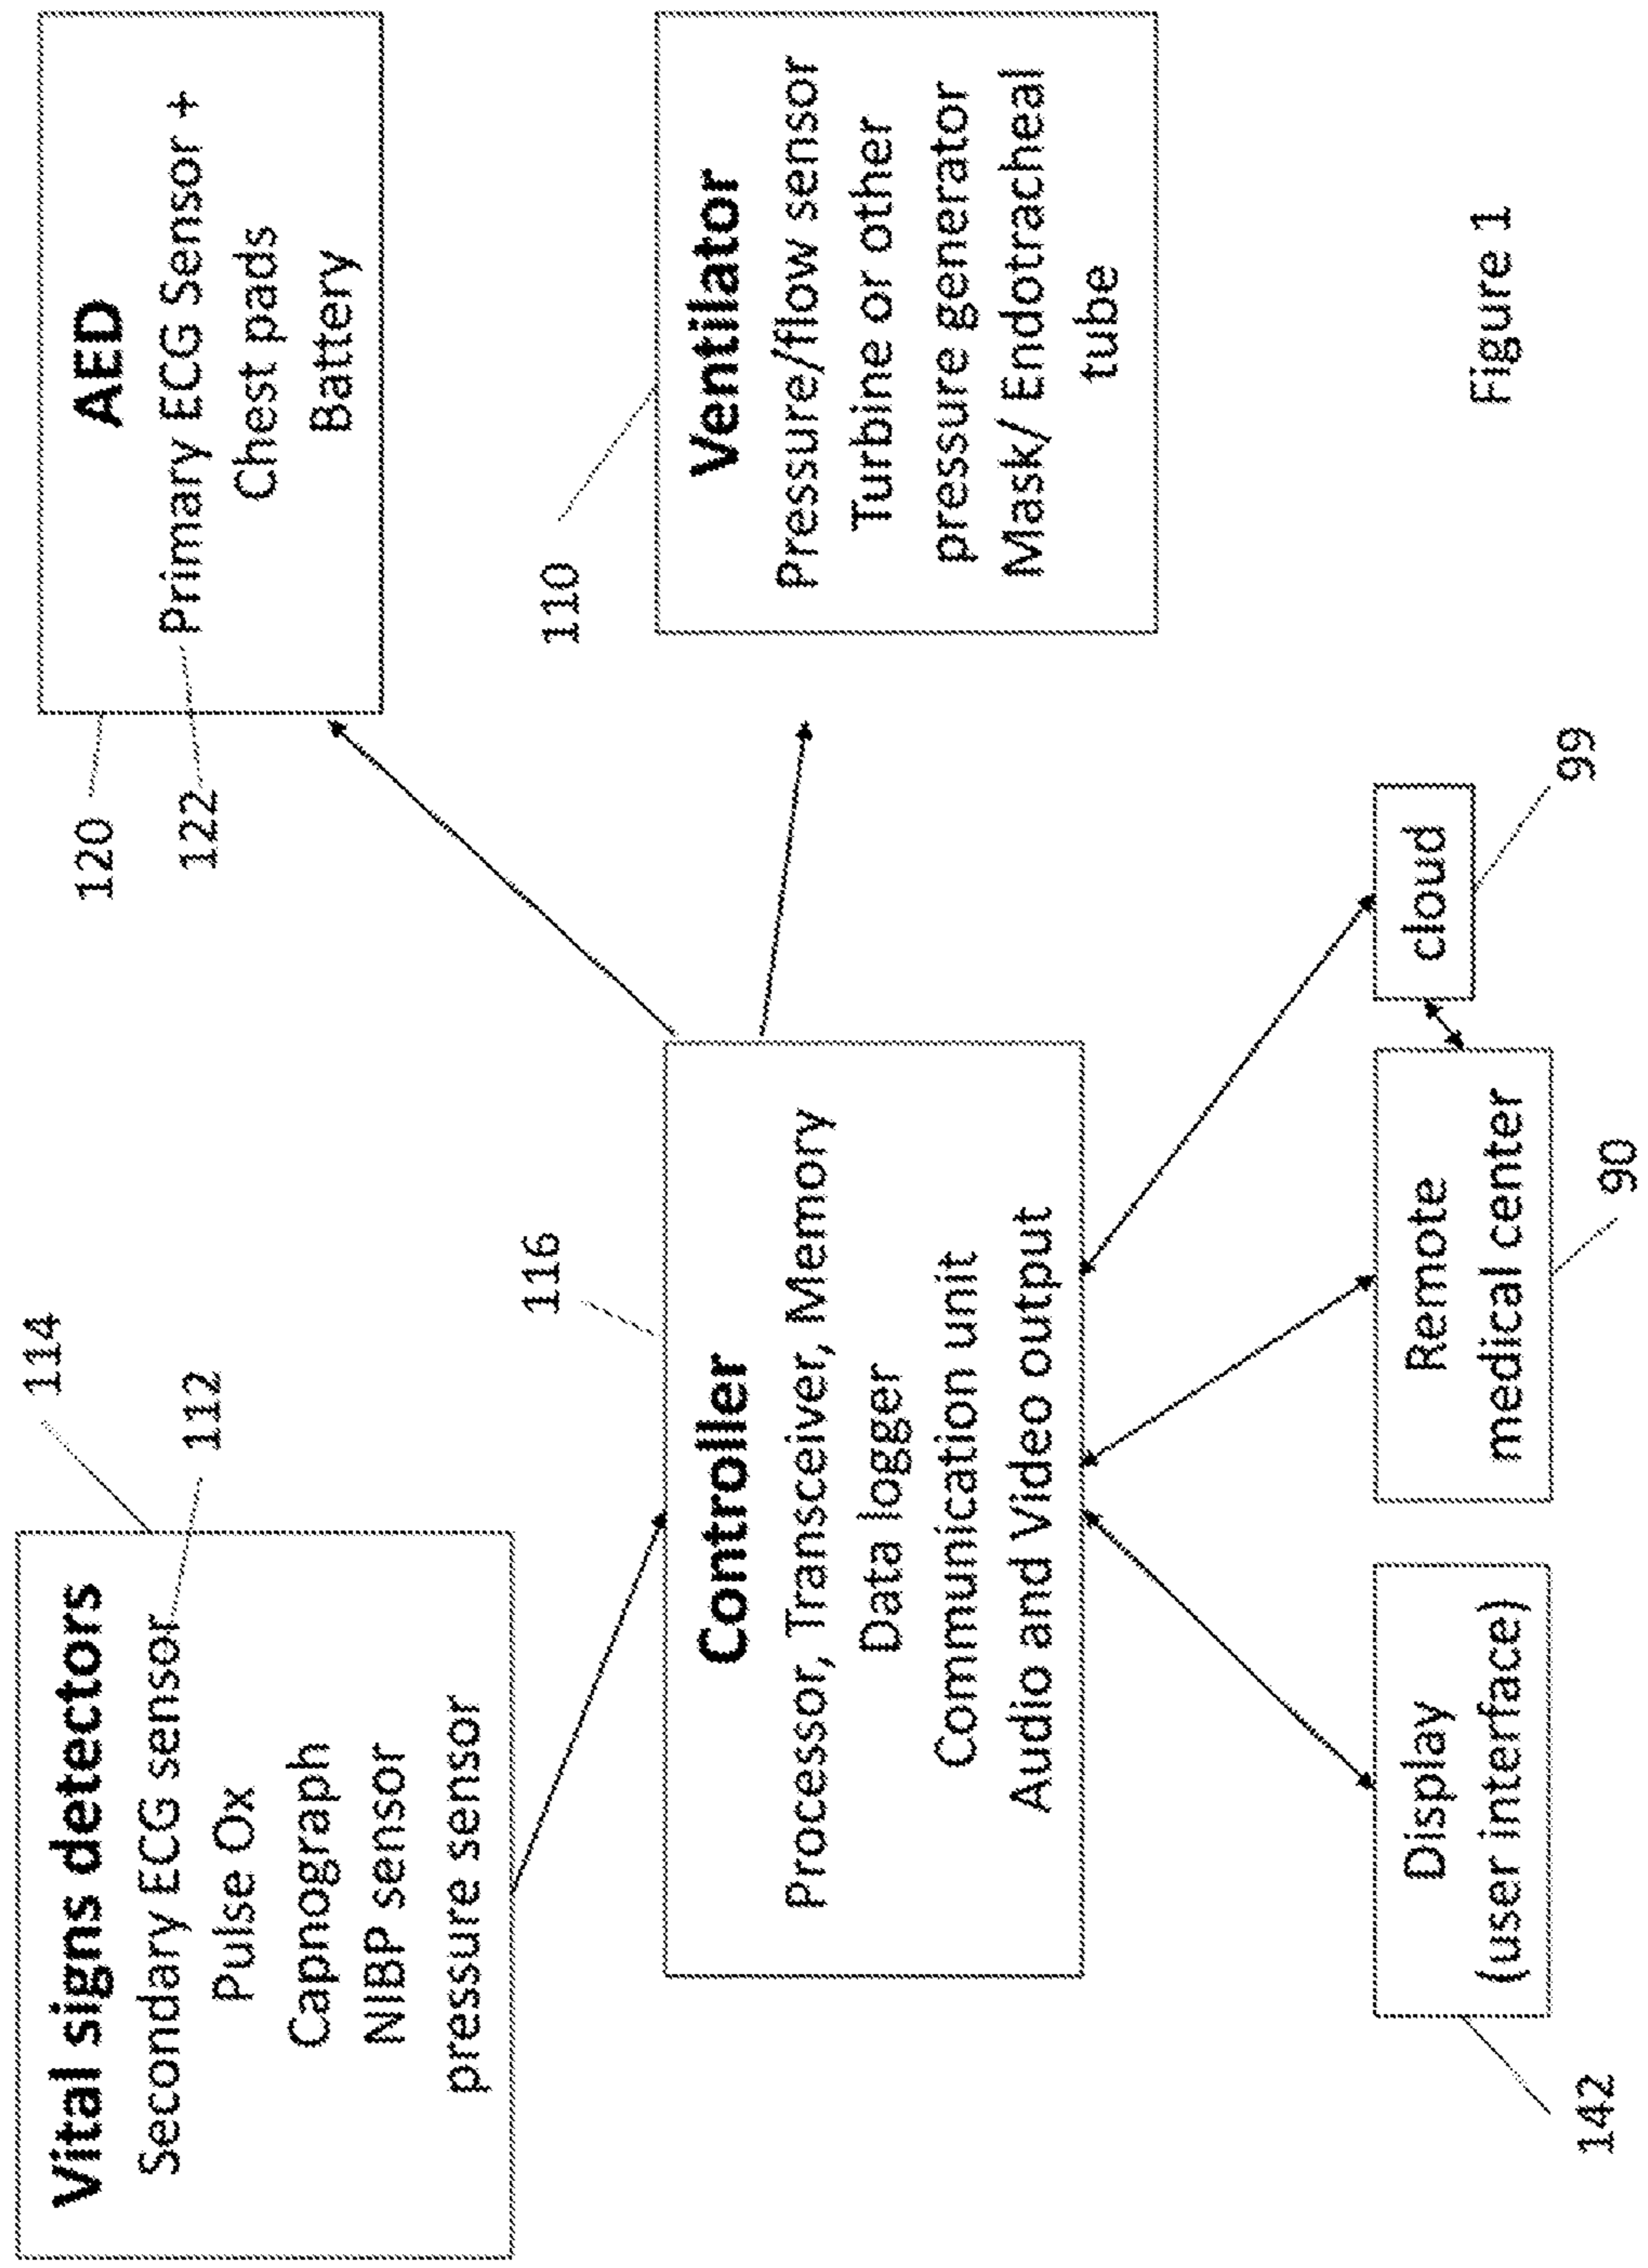 114
Vital signs detectors
Secondary ECG sensor
112
Pulse Ox
Capnograph
NIBP sensor
pressure sensor
120
AED
122
Primary ECG Sensor +
Chest pads
Battery
116
Controller
Processor, Transceiver, Memory
Data logger
Communication unit
Audio and Video output
110
Ventilator
Pressure/flow sensor
Turbine or other
pressure generator
Mask/ Endotracheal
tube
Display
(user interface)
142
Remote
medical center
90
cloud
99
Figure 1